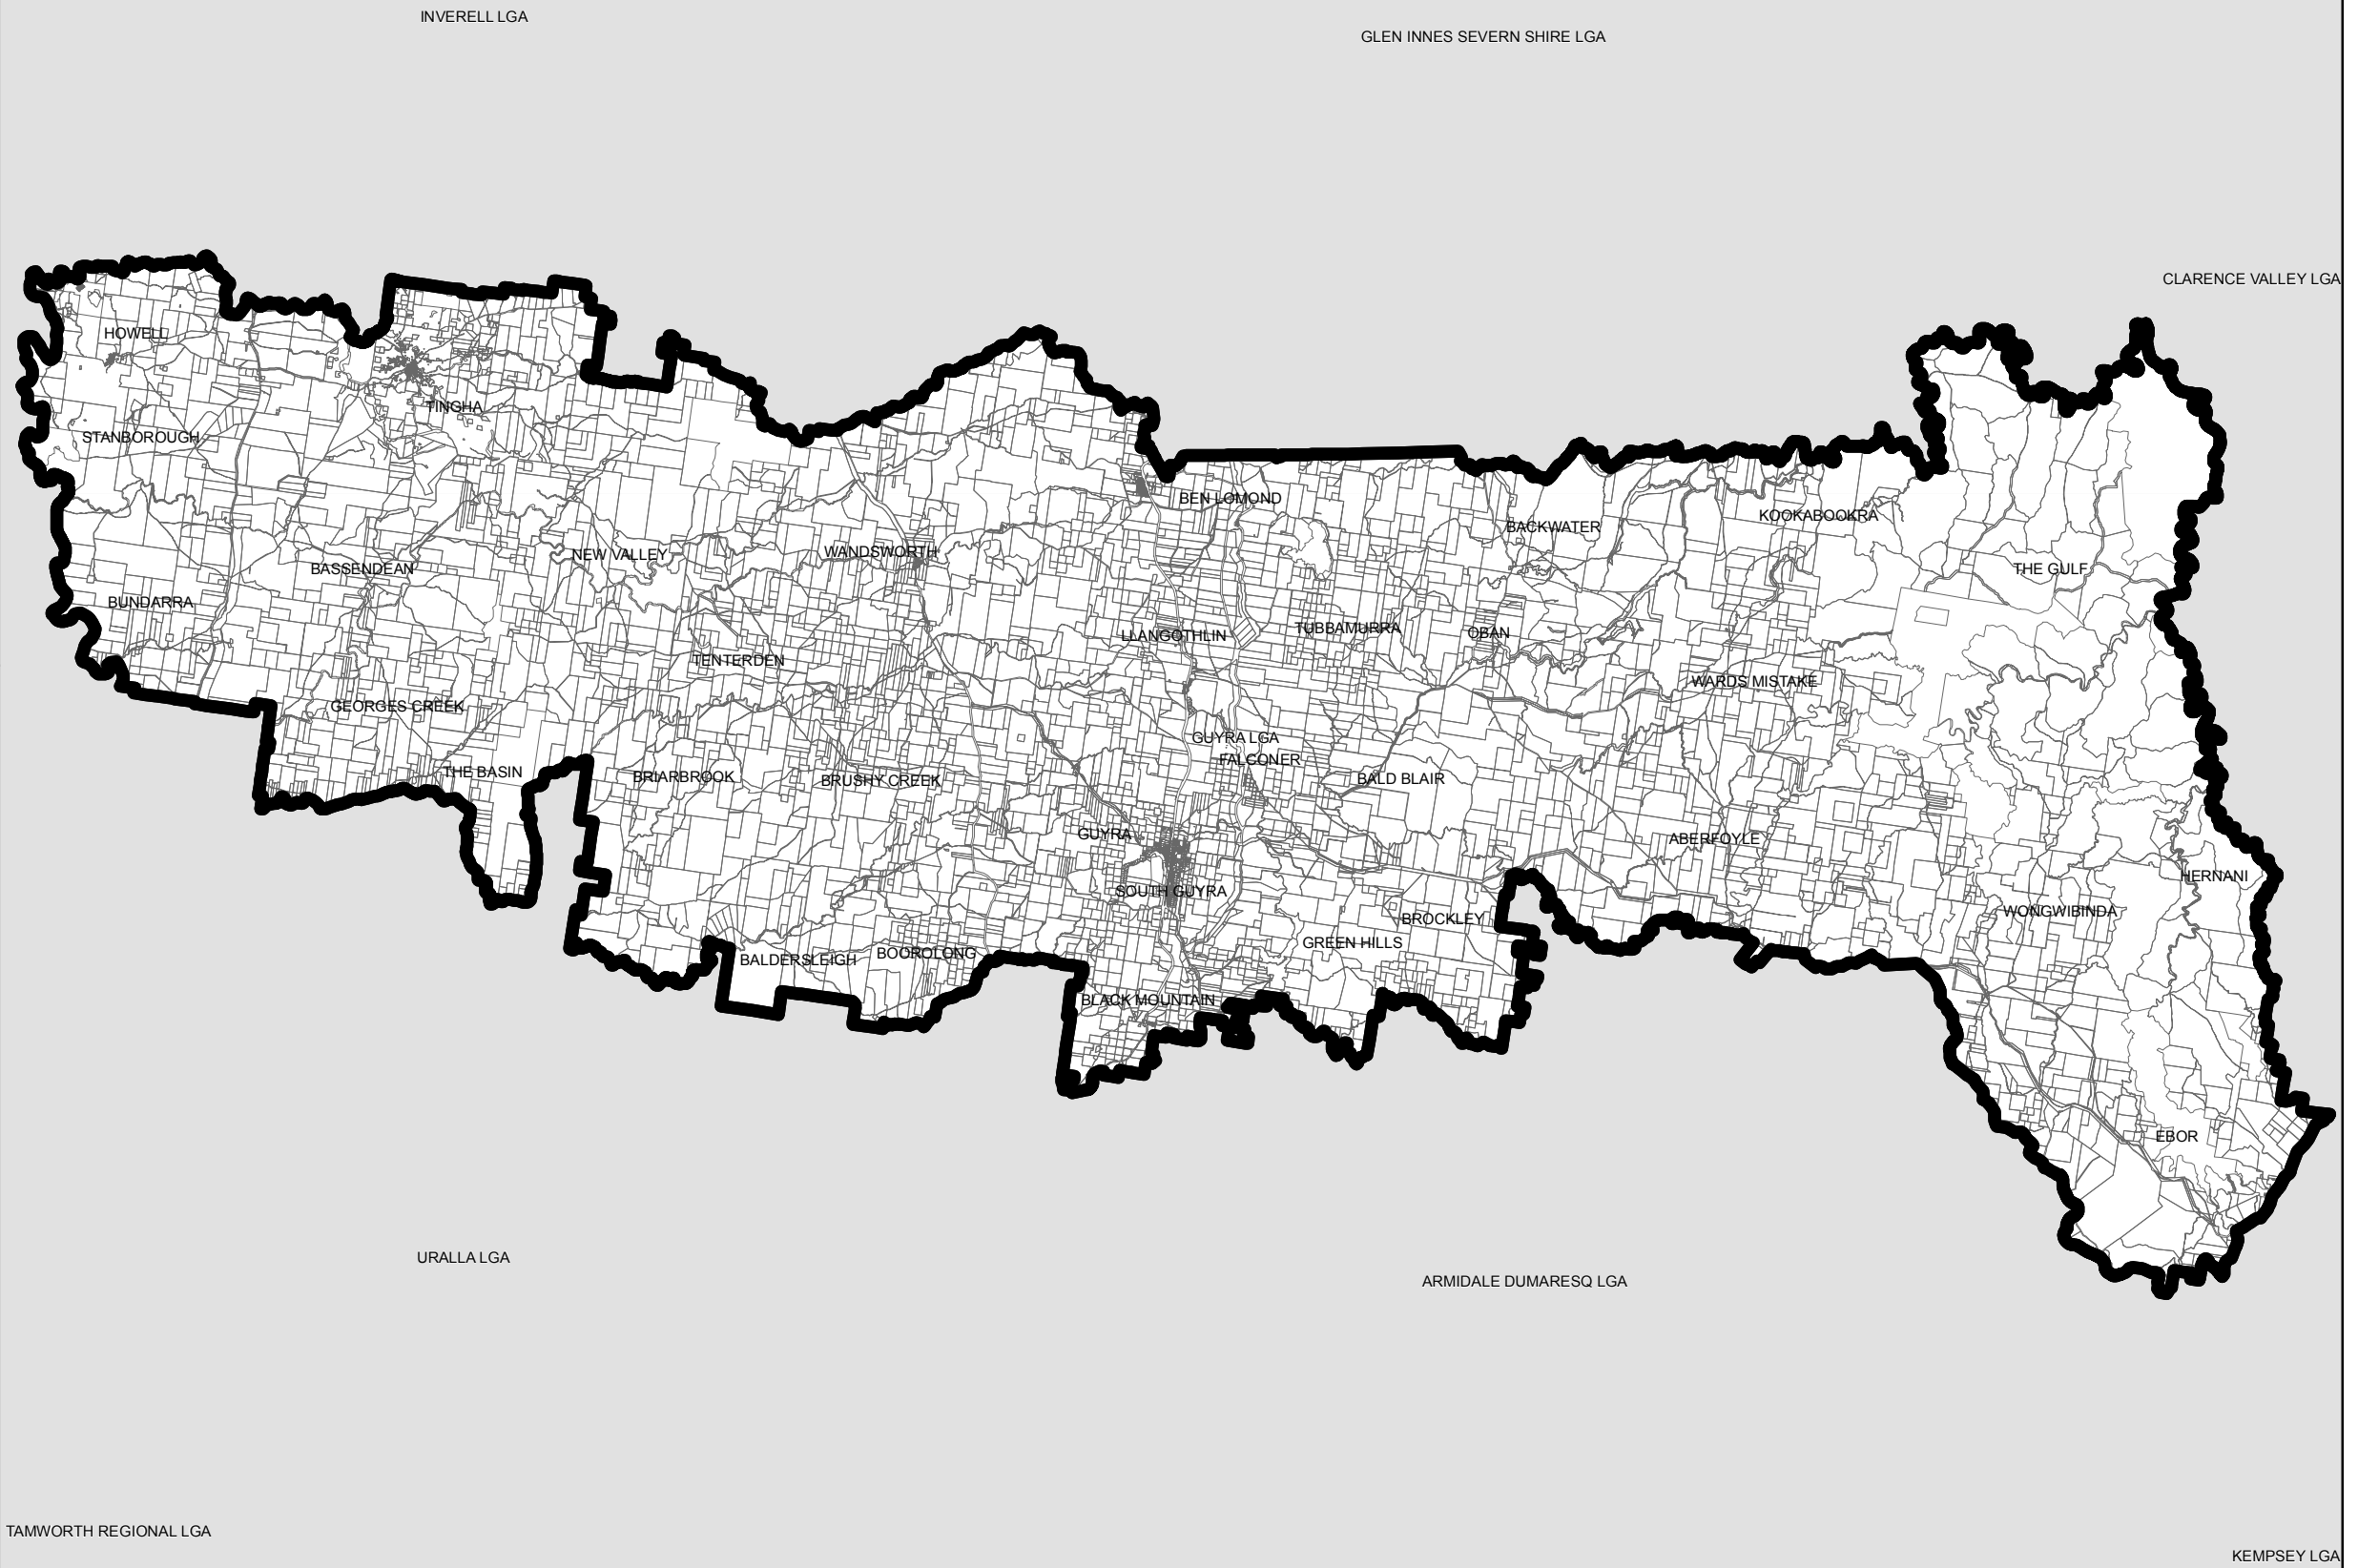 INVERELL LGA
GLEN INNES SEVERN SHIRE LGA
CLARENCE VALLEY LGA
HOWELL
TINGHA
STANBOROUGH
BEN LOMOND
KOOKABOOKRA
BACKWATER
WANDSWORTH
NEW VALLEY
BASSENDEAN
THE GULF
BUNDARRA
TUBBAMURRA
OBAN
LLANGOTHLIN
TENTERDEN
WARDS MISTAKE
GEORGES CREEK
GUYRA LGA
FALCONER
THE BASIN
BRIARBROOK
BRUSHY CREEK
BALD BLAIR
GUYRA
ABERFOYLE
HERNANI
SOUTH GUYRA
WONGWIBINDA
BROCKLEY
GREEN HILLS
BOOROLONG
BALDERSLEIGH
BLACK MOUNTAIN
EBOR
URALLA LGA
ARMIDALE DUMARESQ LGA
TAMWORTH REGIONAL LGA
KEMPSEY LGA